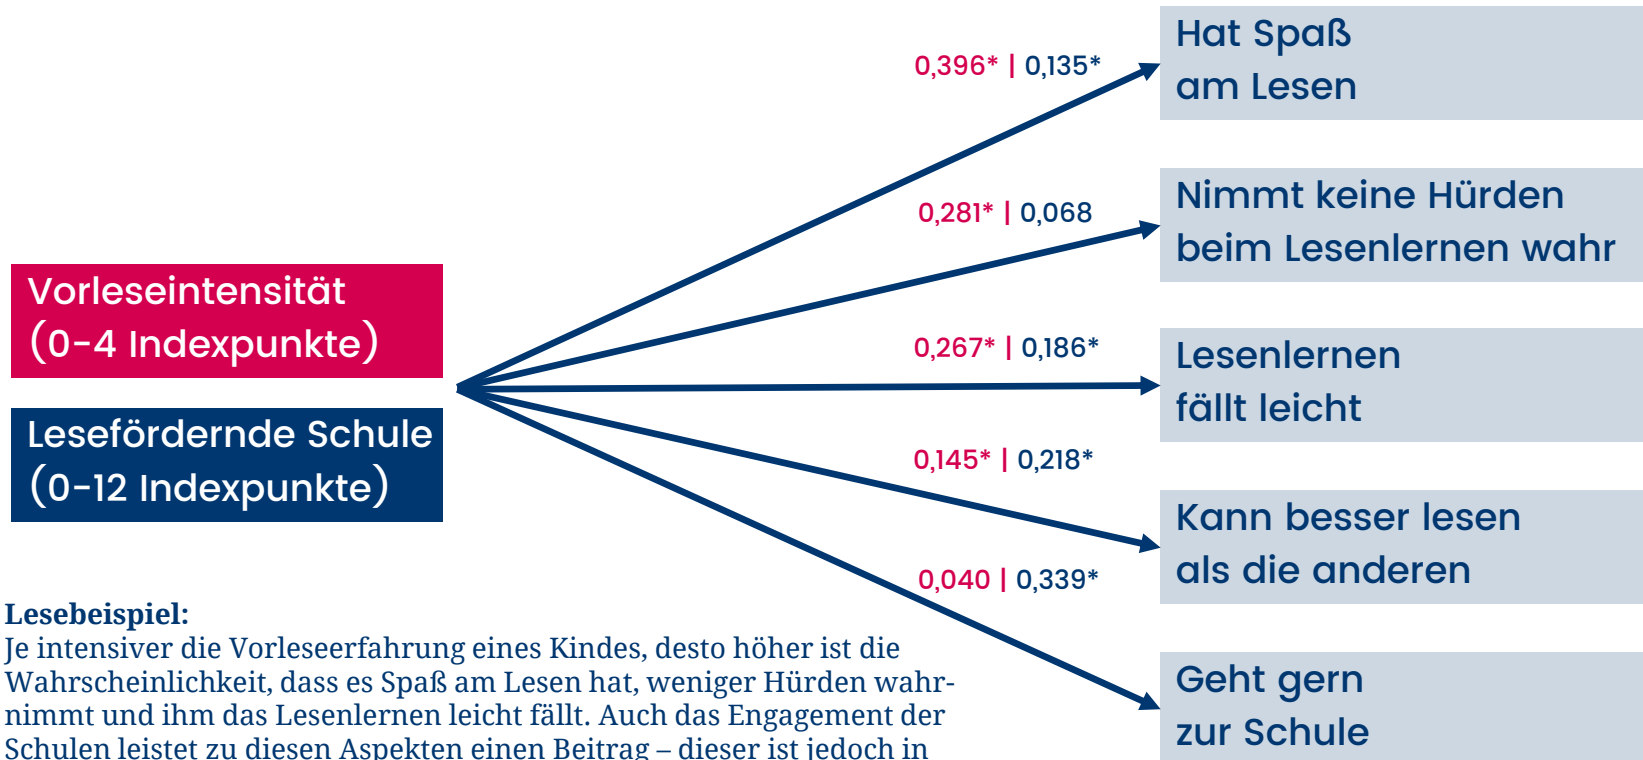 Vorleseintensität
(0-4 Indexpunkte)
Lesefördernde Schule
(0-12 Indexpunkte)
0,396* | 0,135*
Hat Spaß
am Lesen
0,281* | 0,068
Nimmt keine Hürden
beim Lesenlernen wahr
0,267* | 0,186*
Lesenlernen
fällt leicht
0,145* | 0,218*
Kann besser lesen
als die anderen
0,040 | 0,339*
Geht gern
zur Schule
Lesebeispiel:
Je intensiver die Vorleseerfahrung eines Kindes, desto höher ist die
Wahrscheinlichkeit, dass es Spaß am Lesen hat, weniger Hürden wahr-
nimmt und ihm das Lesenlernen leicht fällt. Auch das Engagement der
Schulen leistet zu diesen Aspekten einen Beitrag – dieser ist jedoch in